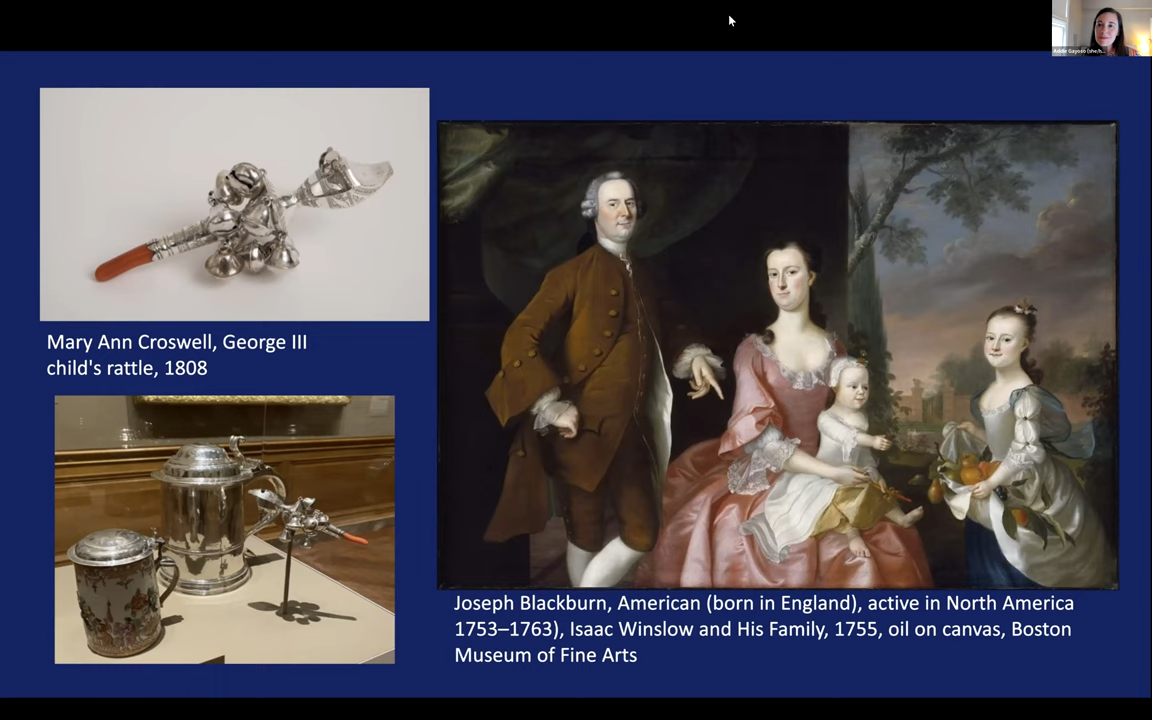 Mary Ann Croswell, George III
child's rattle, 1808
Joseph Blackburn, American (born in England), active in North America
1753–1763), Isaac Winslow and His Family, 1755, oil on canvas, Boston
Museum of Fine Arts